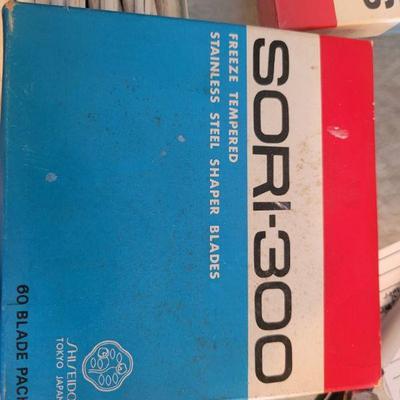 SORI-300
FREEZE TEMPERED
STAINLESS STEEL SHAPER BLADES
SHISEIDO
TOKYO JAPAN
60 BLADE PACK